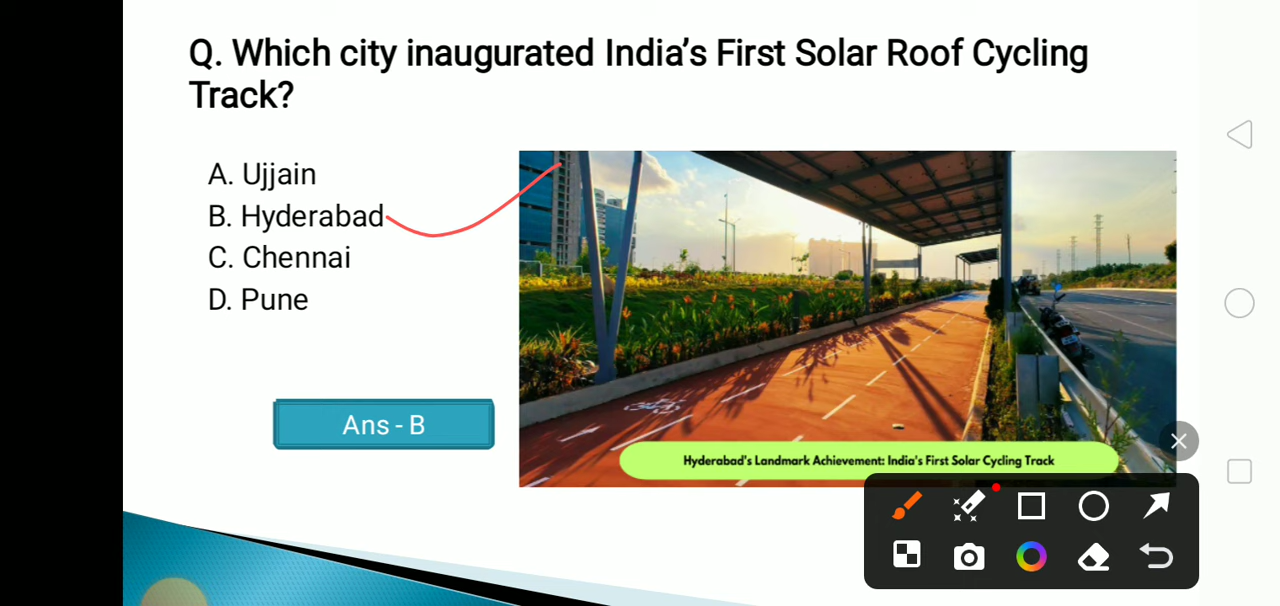 Q. Which city inaugurated India’s First Solar Roof Cycling
Track?
A. Ujjain
B. Hyderabad
C. Chennai
D. Pune
Ans - B
Hyderabad's Landmark Achievement: India's First Solar Cycling Track